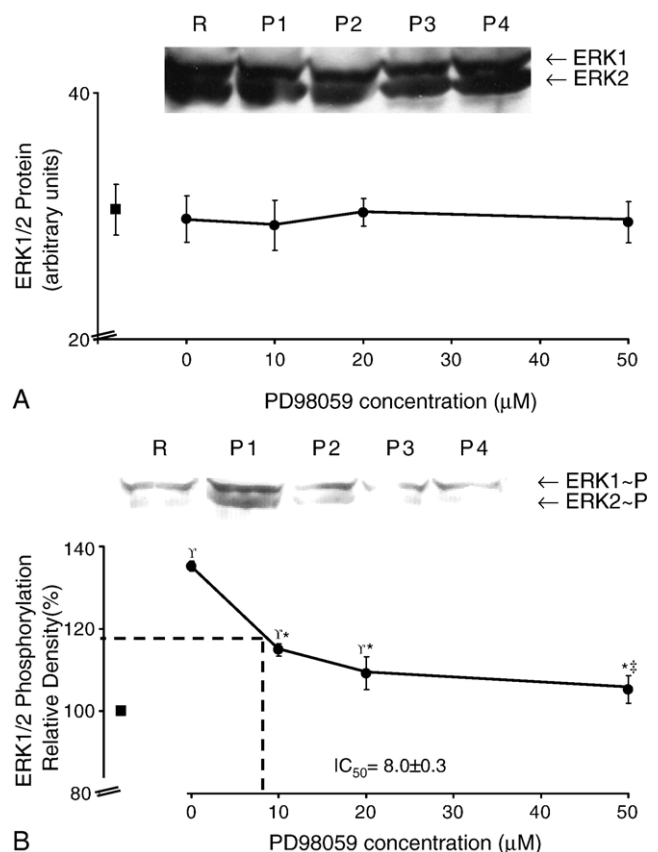 R P1 P2 P3 P4
← ERK1
← ERK2
40
20
ERK1/2 Protein
(arbitrary units)
0 10 20 30 40 50
PD98059 concentration (μM)
A
R P1 P2 P3 P4
← ERK1~P
← ERK2~P
140
120
100
80
ERK1/2 Phosphorylation
Relative Density(%)
ϒ
ϒ*
ϒ*
*‡
IC50= 8.0±0.3
0 10 20 30 40 50
PD98059 concentration (μM)
B